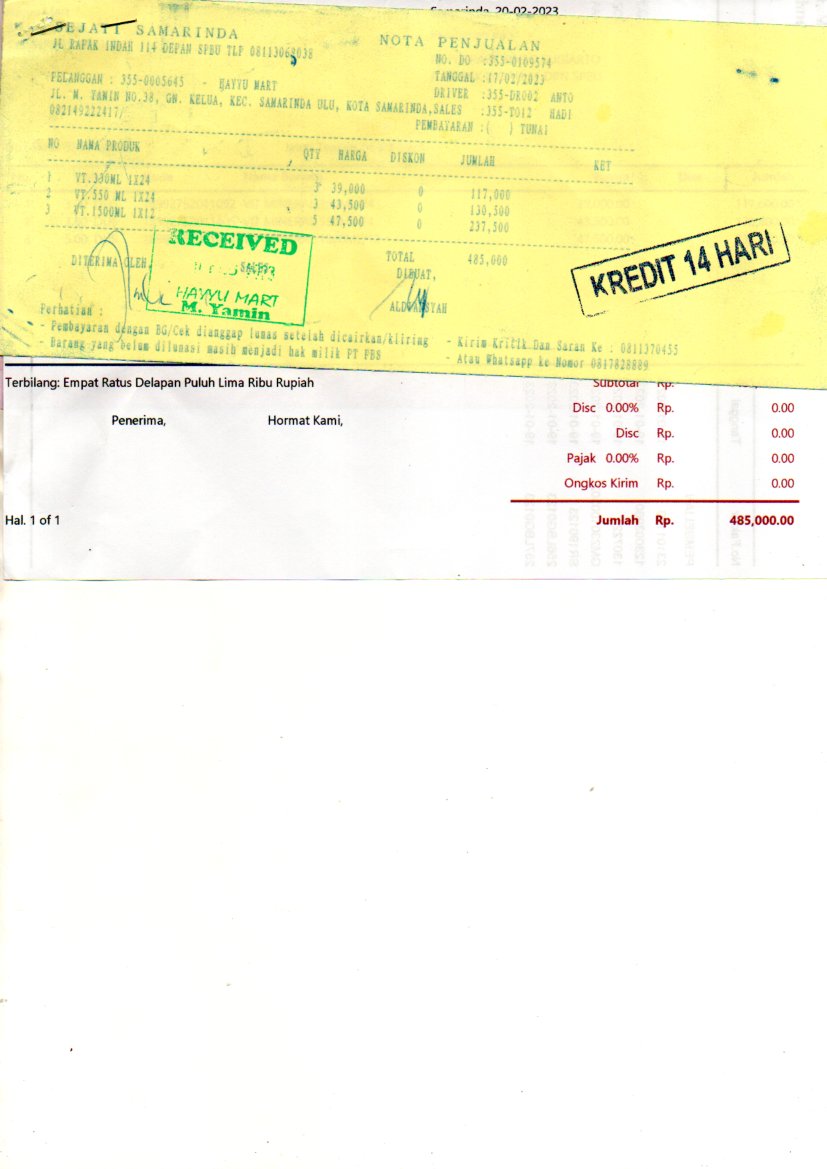 Samarinda, 20-02-2023
SEJATI SAMARINDA
JL RAPAK INDAH 114 DEPAN SPBU TLP 08113068038
NOTA PENJUALAN
NO. DO :355-0109574
TANGGAL :17/02/2023
PELANGGAN : 355-0005645 - HAYYU MART
DRIVER :355-DR002 ANTO
JL. M. YAMIN NO.38, GN. KELUA, KEC. SAMARINDA ULU, KOTA SAMARINDA,SALES :355-T012 HADI
082149222417/
PEMBAYARAN :( ) TUNAI
NO NAMA PRODUK QTY HARGA DISKON JUMLAH KET
1 VT.330ML 1X24 3 39,000 0 117,000
2 VT.550 ML 1X24 3 43,500 0 130,500
3 VT.1500ML 1X12 5 47,500 0 237,500
TOTAL 485,000
DITERIMA OLEH, SALES DIBUAT,
RECEIVED
HAYYU MART
M. Yamin
KREDIT 14 HARI
Perhatian :
- Pembayaran dengan BG/Cek dianggap lunas setelah dicairkan/kliring
- Barang yang belum dilunasi masih menjadi hak milik PT PBS
- Kirim Kritik Dan Saran Ke : 0811370455
- Atau Whatsapp ke Nomor 0817828889
Terbilang: Empat Ratus Delapan Puluh Lima Ribu Rupiah
Subtotal Rp.
Penerima, Hormat Kami,
Disc 0.00% Rp. 0.00
Disc Rp. 0.00
Pajak 0.00% Rp. 0.00
Ongkos Kirim Rp. 0.00
Hal. 1 of 1
Jumlah Rp. 485,000.00